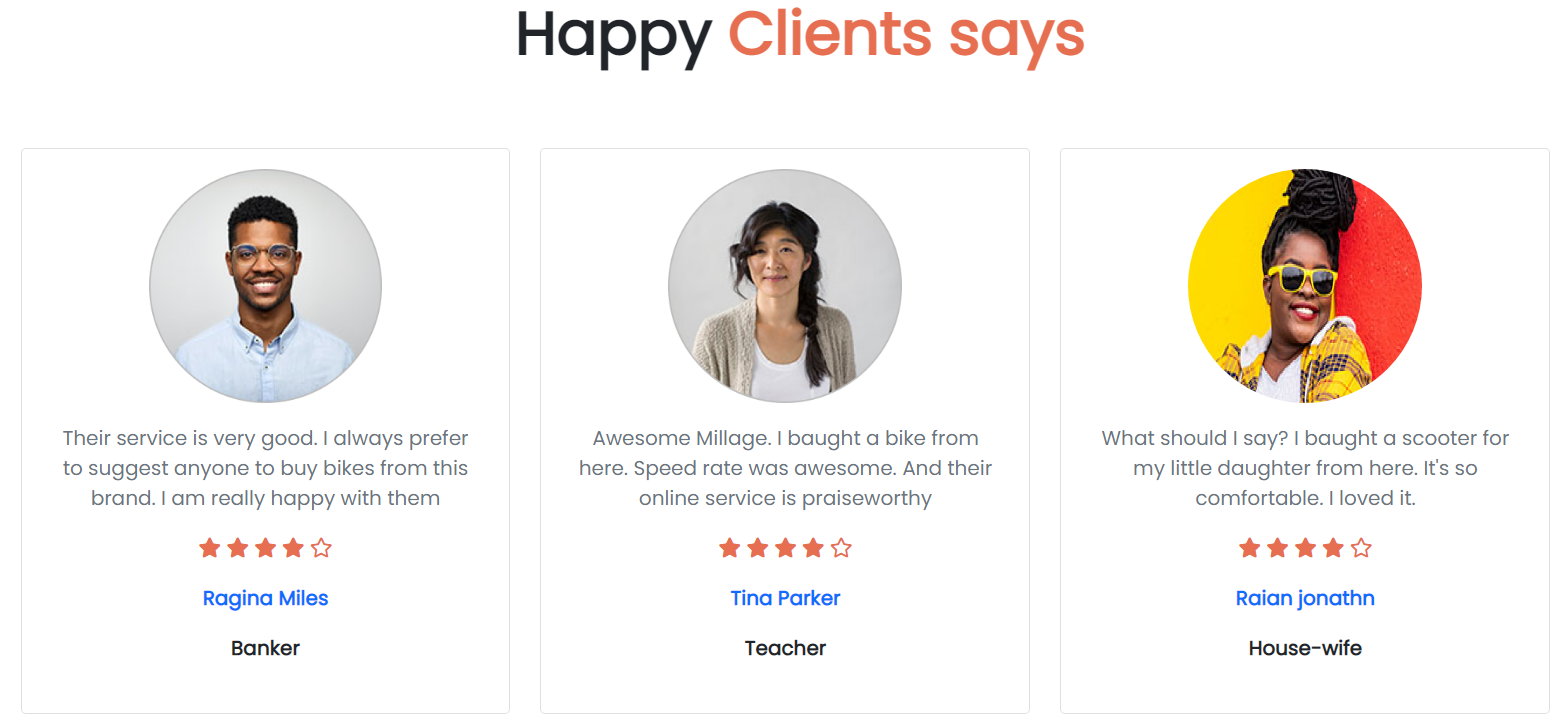 Happy Clients says
Their service is very good. I always prefer
to suggest anyone to buy bikes from this
brand. I am really happy with them
Ragina Miles
Banker
Awesome Millage. I baught a bike from
here. Speed rate was awesome. And their
online service is praiseworthy
Tina Parker
Teacher
What should I say? I baught a scooter for
my little daughter from here. It's so
comfortable. I loved it.
Raian jonathn
House-wife